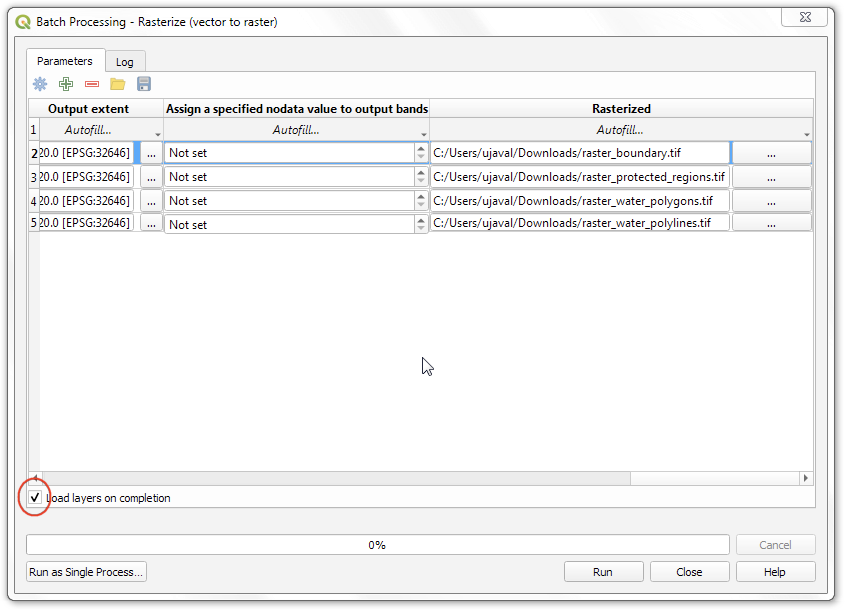 Batch Processing - Rasterize (vector to raster)
Parameters Log
Output extent Assign a specified nodata value to output bands Rasterized
1 Autofill... Autofill... Autofill...
2 20.0 [EPSG:32646] ... Not set C:/Users/ujaval/Downloads/raster_boundary.tif ...
3 20.0 [EPSG:32646] ... Not set C:/Users/ujaval/Downloads/raster_protected_regions.tif ...
4 20.0 [EPSG:32646] ... Not set C:/Users/ujaval/Downloads/raster_water_polygons.tif ...
5 20.0 [EPSG:32646] ... Not set C:/Users/ujaval/Downloads/raster_water_polylines.tif ...
Load layers on completion
0% Cancel
Run as Single Process... Run Close Help